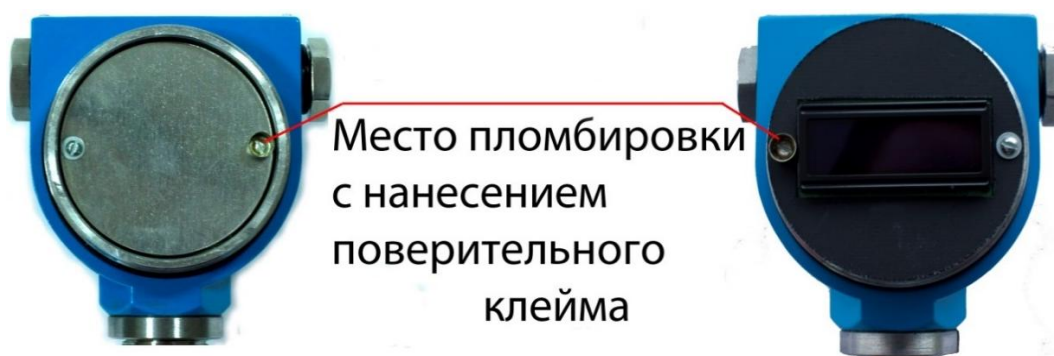 Место пломбировки
с нанесением
поверительного
клейма